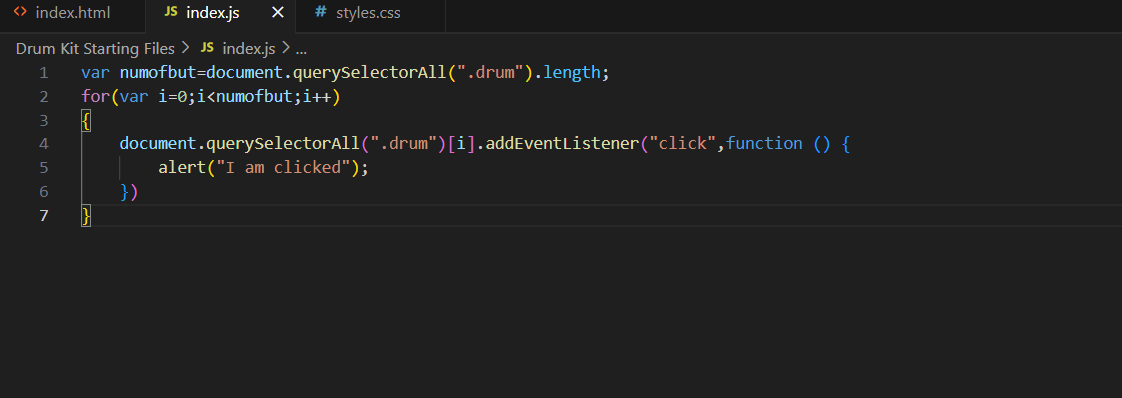 <> index.html JS index.js × # styles.css
Drum Kit Starting Files > JS index.js > ...
1 var numofbut=document.querySelectorAll(".drum").length;
2 for(var i=0;i<numofbut;i++)
3 {
4     document.querySelectorAll(".drum")[i].addEventListener("click",function () {
5         alert("I am clicked");
6     })
7 }